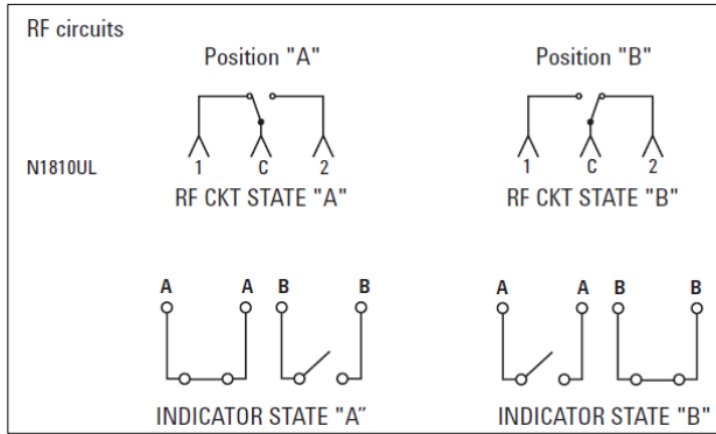 RF circuits
Position "A" Position "B"
N1810UL
1 C 2 1 C 2
RF CKT STATE "A" RF CKT STATE "B"
A A B B A A B B
INDICATOR STATE "A" INDICATOR STATE "B"